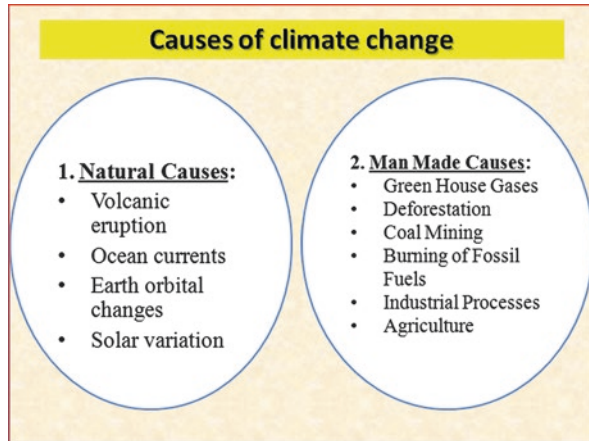 Causes of climate change
1. Natural Causes:
• Volcanic
eruption
• Ocean currents
• Earth orbital
changes
• Solar variation
2. Man Made Causes:
• Green House Gases
• Deforestation
• Coal Mining
• Burning of Fossil
Fuels
• Industrial Processes
• Agriculture